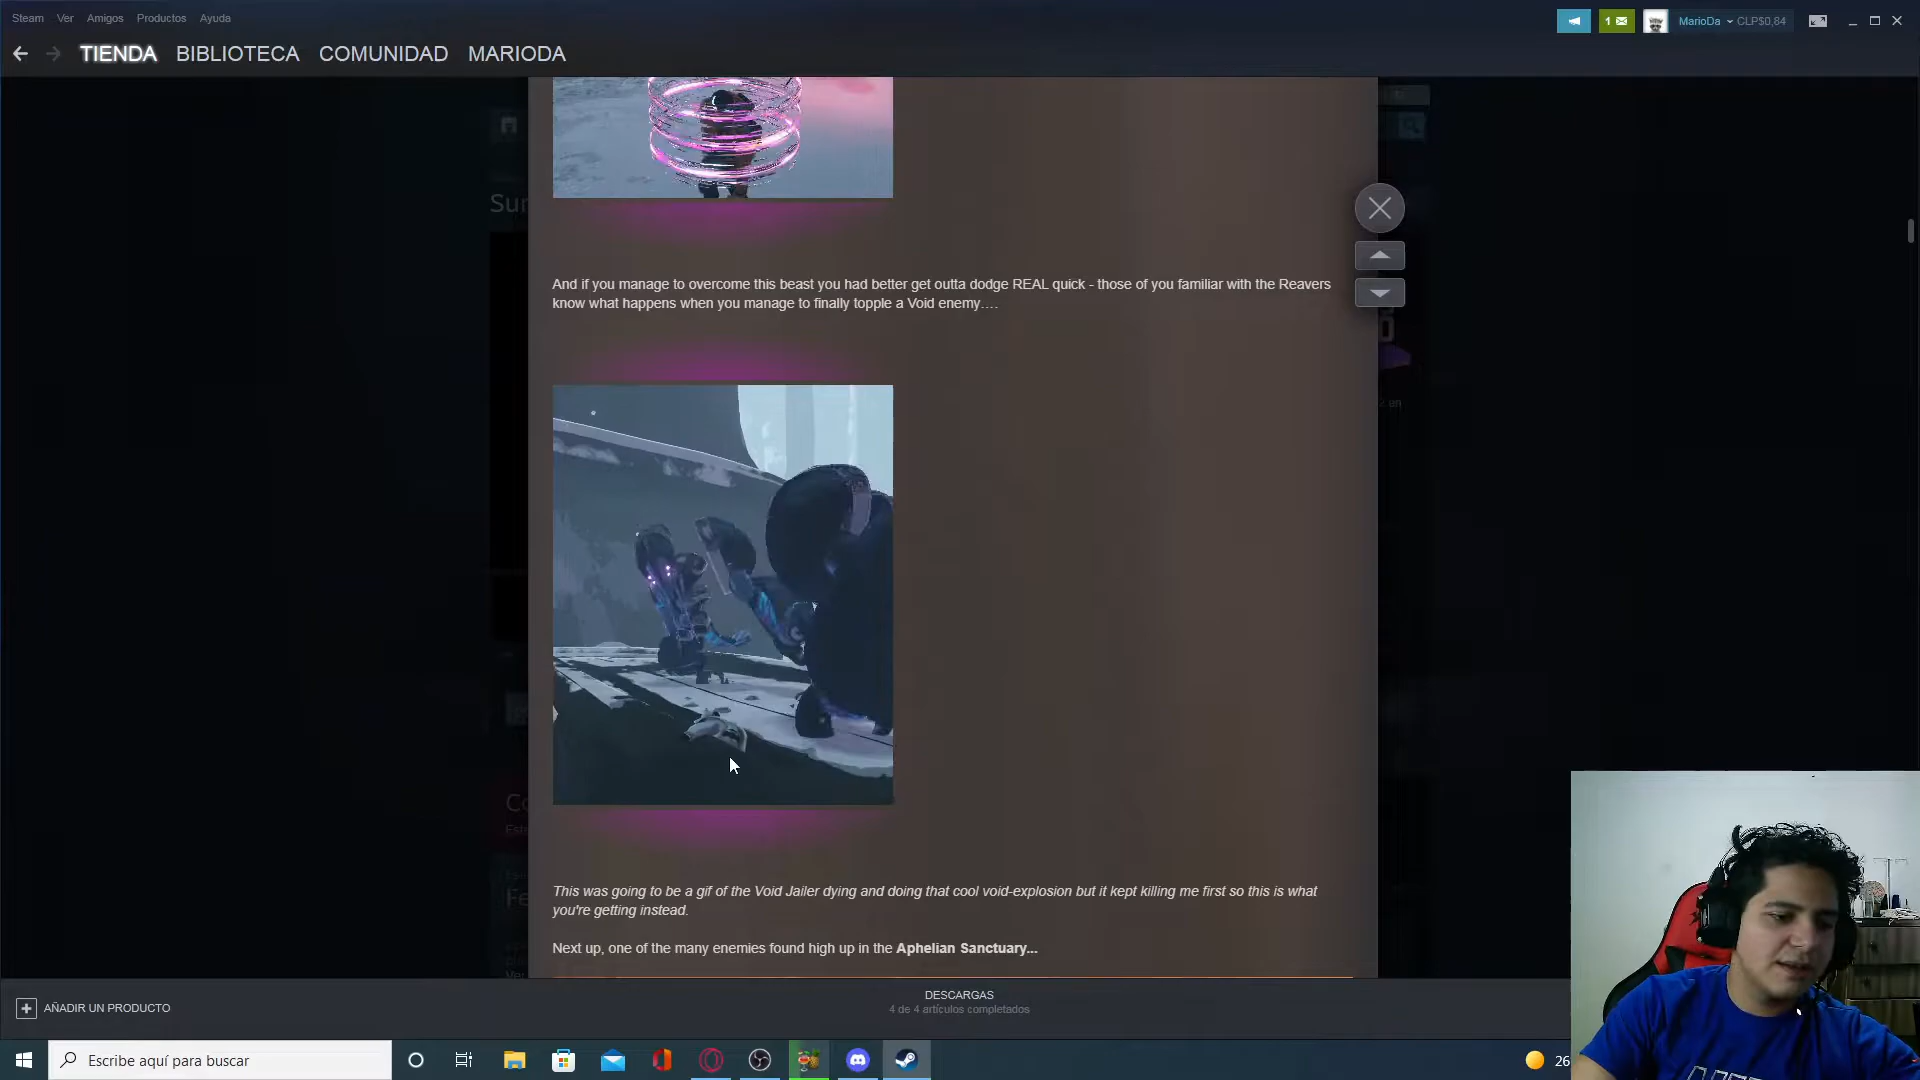 Steam Ver Amigos Productos Ayuda
1
MarioDa CLP$0,84
TIENDA BIBLIOTECA COMUNIDAD MARIODA
Sur
And if you manage to overcome this beast you had better get outta dodge REAL quick - those of you familiar with the Reavers
know what happens when you manage to finally topple a Void enemy….
This was going to be a gif of the Void Jailer dying and doing that cool void-explosion but it kept killing me first so this is what
you're getting instead.
Next up, one of the many enemies found high up in the Aphelian Sanctuary...
AÑADIR UN PRODUCTO
DESCARGAS
4 de 4 artículos completados
Escribe aquí para buscar
26